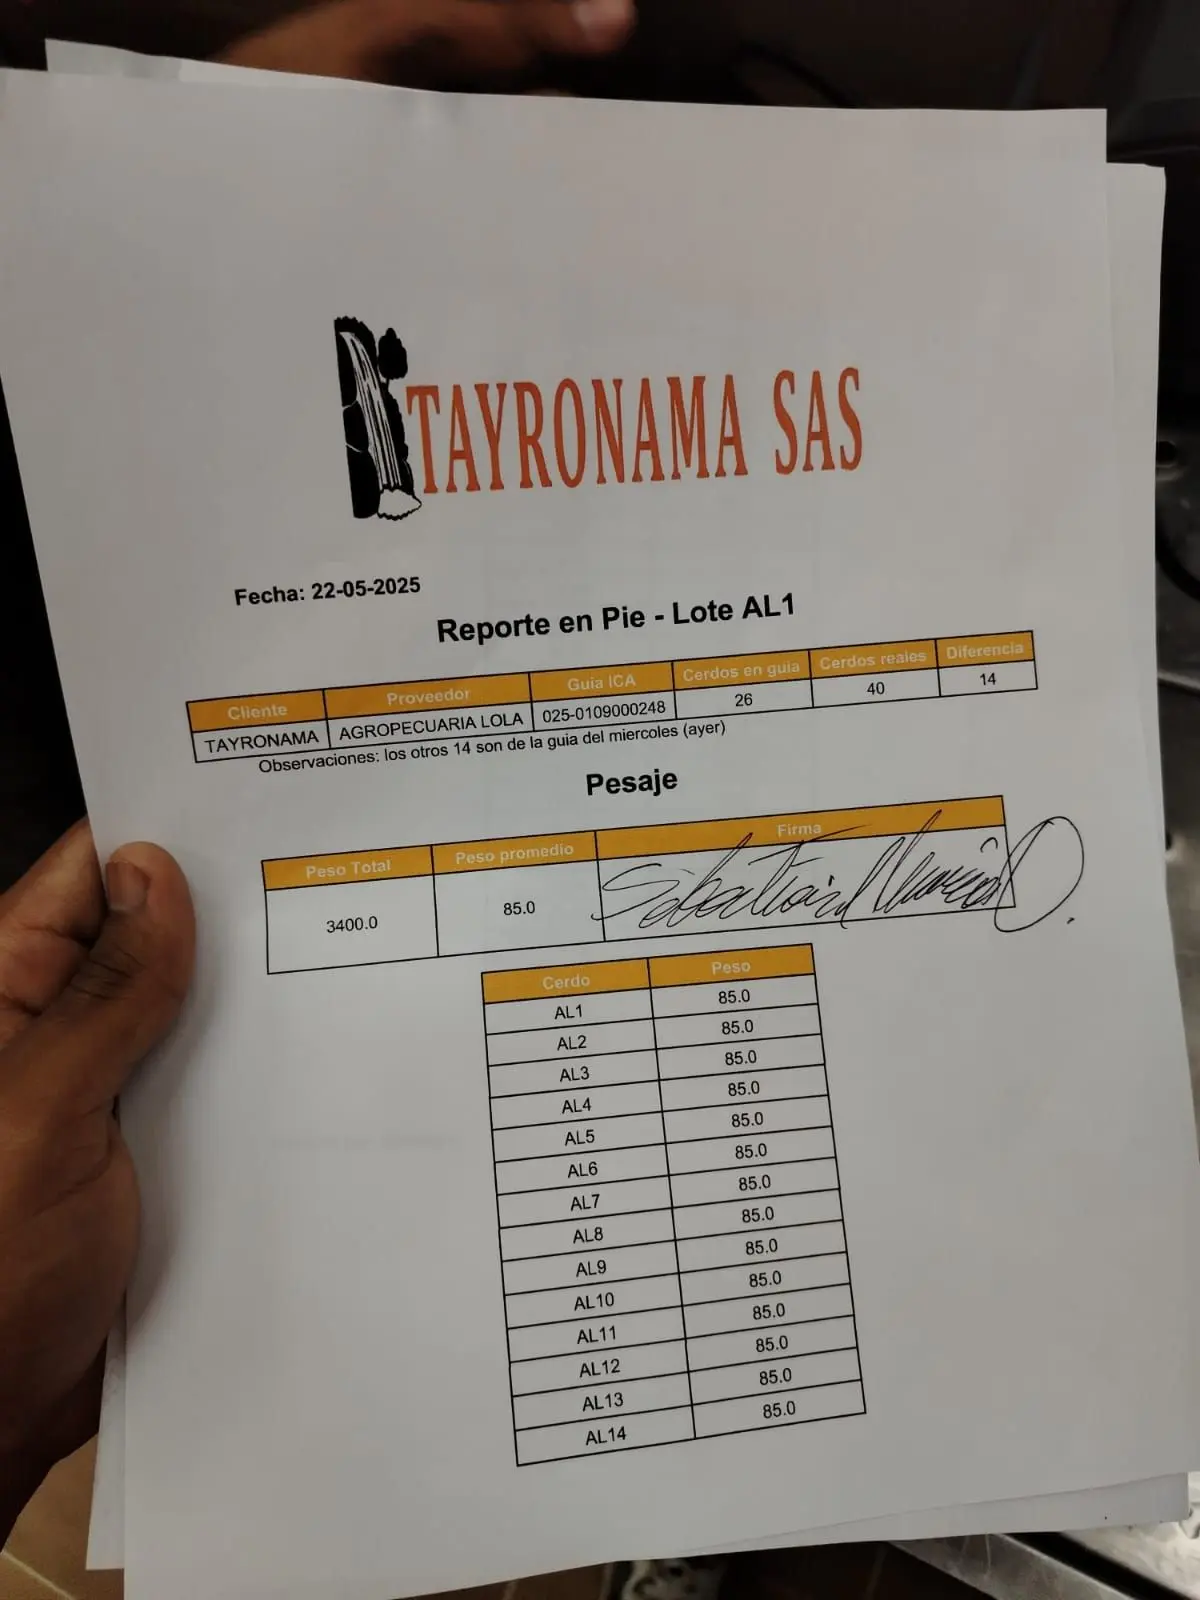 TAYRONAMA SAS
Fecha: 22-05-2025
Reporte en Pie - Lote AL1
Cliente Proveedor Guia ICA Cerdos en guia Cerdos reales Diferencia
TAYRONAMA AGROPECUARIA LOLA 025-0109000248 26 40 14
Observaciones: los otros 14 son de la guia del miercoles (ayer)
Pesaje
Peso Total Peso promedio Firma
3400.0 85.0
Cerdo Peso
AL1 85.0
AL2 85.0
AL3 85.0
AL4 85.0
AL5 85.0
AL6 85.0
AL7 85.0
AL8 85.0
AL9 85.0
AL10 85.0
AL11 85.0
AL12 85.0
AL13 85.0
AL14 85.0